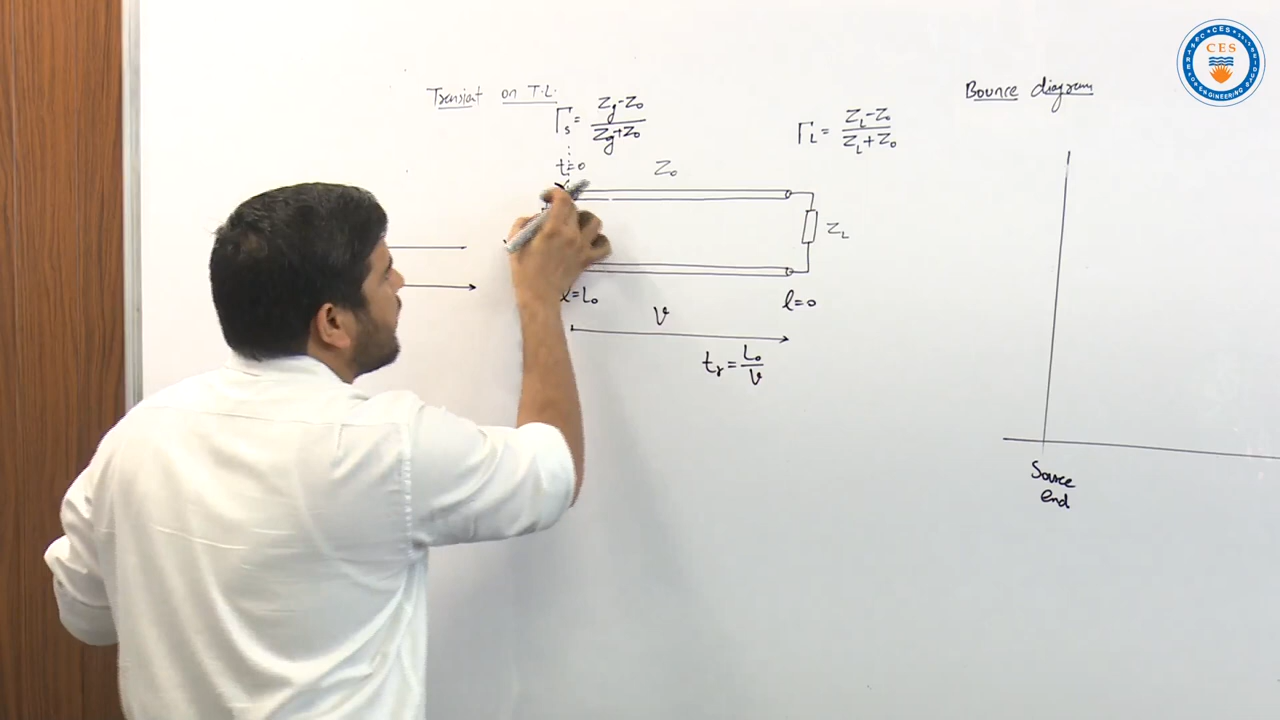 Transient on T.L.
Γs = (Zg-Z0)/(Zg+Z0)
t=0
Z0
ΓL = (ZL-Z0)/(ZL+Z0)
ZL
l=L0
l=0
V
tr = L0/V
Bounce diagram
Source
end
CES